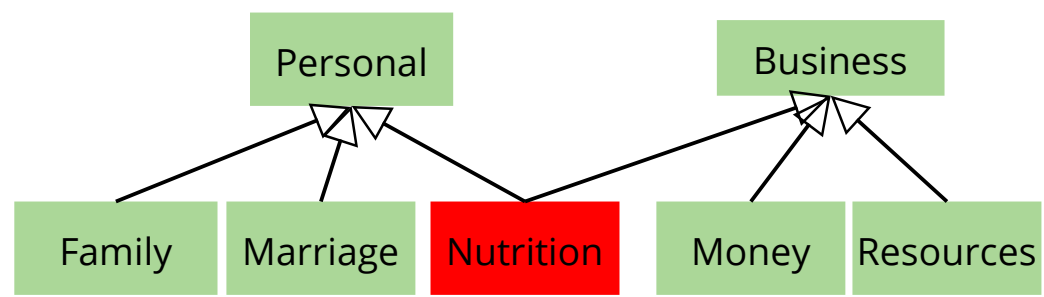 Personal
Business
Family
Marriage
Nutrition
Money
Resources